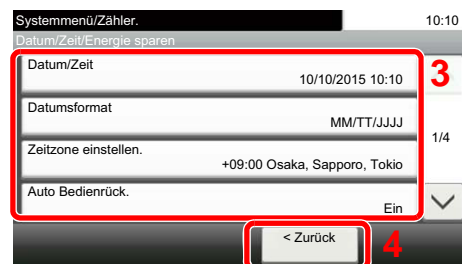 Systemmenü/Zähler. 10:10
Datum/Zeit/Energie sparen
Datum/Zeit
10/10/2015 10:10
3
Datumsformat
MM/TT/JJJJ
1/4
Zeitzone einstellen.
+09:00 Osaka, Sapporo, Tokio
Auto Bedienrück.
Ein
< Zurück
4